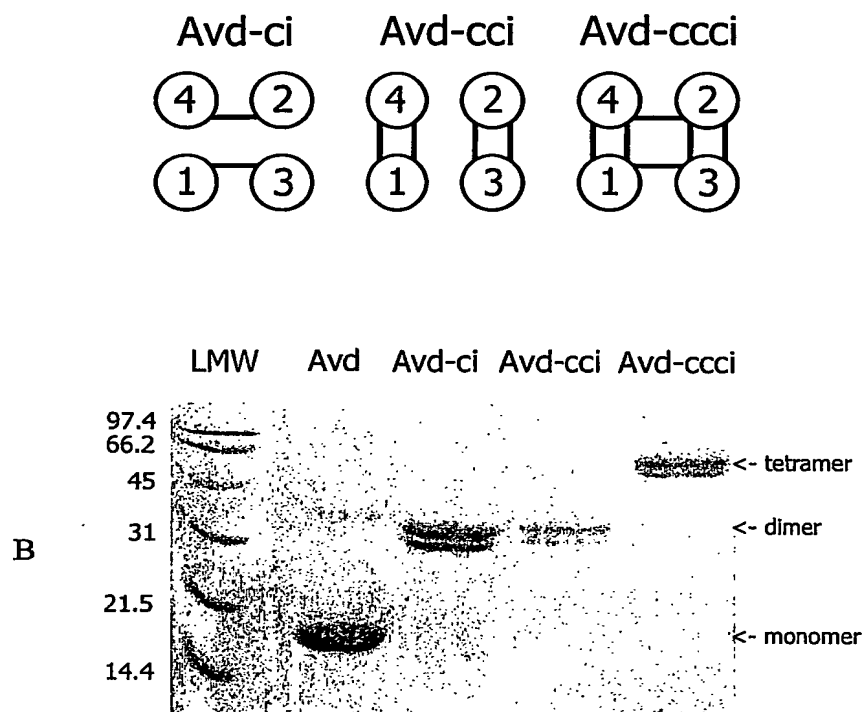 Avd-ci Avd-cci Avd-ccci
4 2 4 2 4 2
1 3 1 3 1 3
LMW Avd Avd-ci Avd-cci Avd-ccci
97.4
66.2
<- tetramer
45
<- dimer
31
B
21.5
<- monomer
14.4